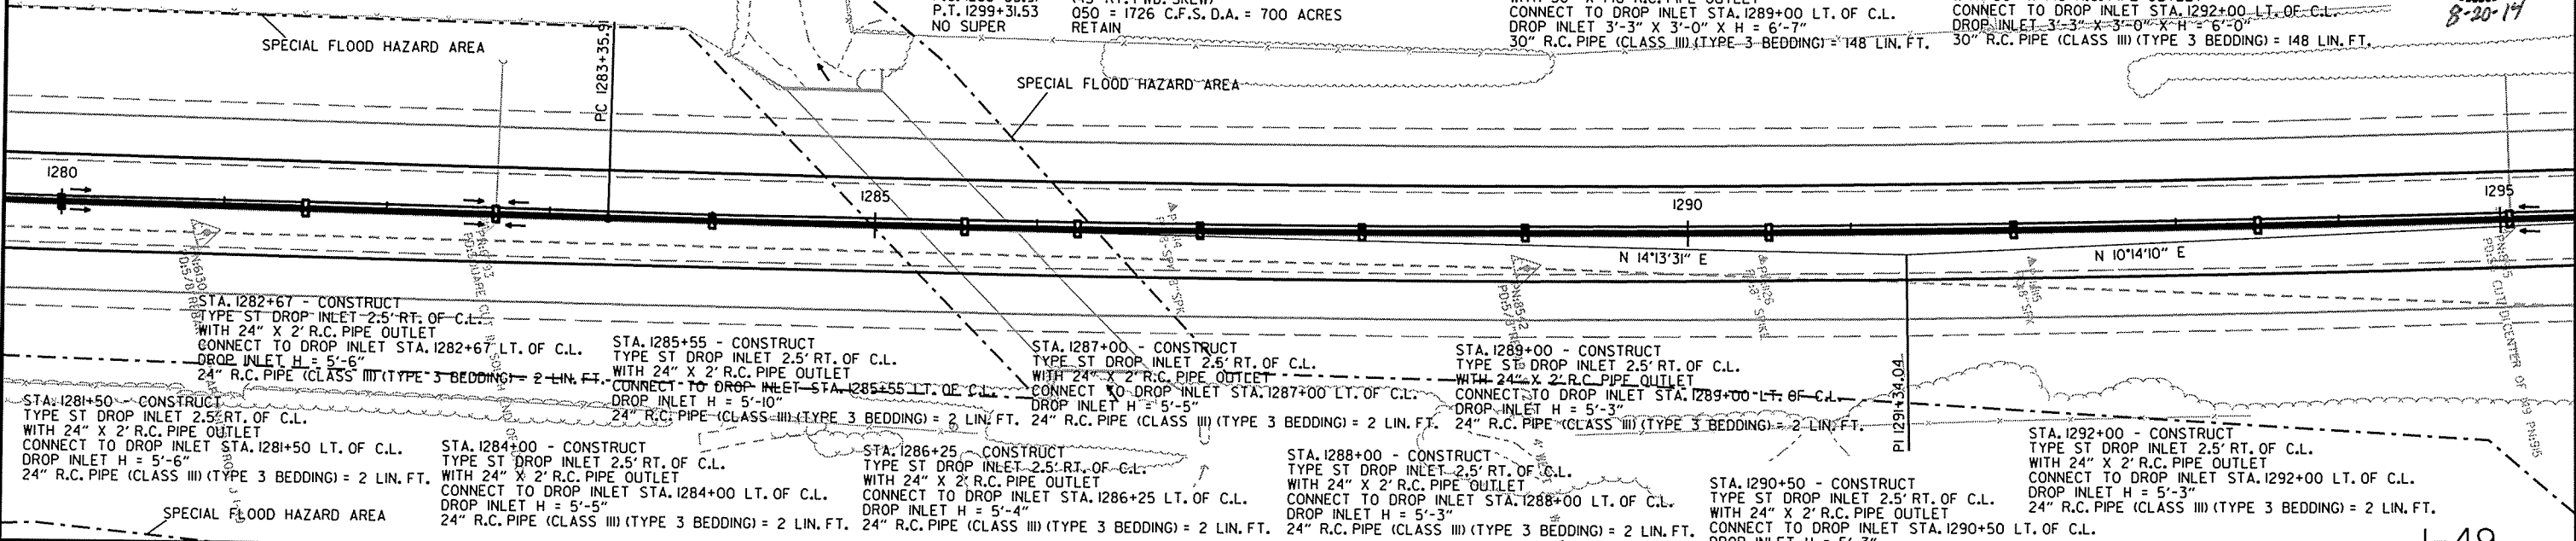 P.T. 1299+31.53
NO SUPER
Q50 = 1726 C.F.S. D.A. = 700 ACRES
RETAIN
CONNECT TO DROP INLET STA. 1289+00 LT. OF C.L.
DROP INLET 3'-3" X 3'-0" X H = 6'-7"
30" R.C. PIPE (CLASS III) (TYPE 3 BEDDING) = 148 LIN. FT.
CONNECT TO DROP INLET STA. 1292+00 LT. OF C.L.
DROP INLET 3'-3" X 3'-0" X H = 6'-0"
30" R.C. PIPE (CLASS III) (TYPE 3 BEDDING) = 148 LIN. FT.
8-20-14
SPECIAL FLOOD HAZARD AREA
PC 1283+35.91
SPECIAL FLOOD HAZARD AREA
1280
1285
1290
1295
N 14°13'31" E
N 10°14'10" E
PI 1291+34.04
STA. 1282+67 - CONSTRUCT
TYPE ST DROP INLET 2.5' RT. OF C.L.
WITH 24" X 2' R.C. PIPE OUTLET
CONNECT TO DROP INLET STA. 1282+67 LT. OF C.L.
DROP INLET H = 5'-6"
24" R.C. PIPE (CLASS III) (TYPE 3 BEDDING) = 2 LIN. FT.
STA. 1285+55 - CONSTRUCT
TYPE ST DROP INLET 2.5' RT. OF C.L.
WITH 24" X 2' R.C. PIPE OUTLET
CONNECT TO DROP INLET STA. 1285+55 LT. OF C.L.
DROP INLET H = 5'-10"
24" R.C. PIPE (CLASS III) (TYPE 3 BEDDING) = 2 LIN. FT.
STA. 1287+00 - CONSTRUCT
TYPE ST DROP INLET 2.5' RT. OF C.L.
WITH 24" X 2' R.C. PIPE OUTLET
CONNECT TO DROP INLET STA. 1287+00 LT. OF C.L.
DROP INLET H = 5'-5"
24" R.C. PIPE (CLASS III) (TYPE 3 BEDDING) = 2 LIN. FT.
STA. 1289+00 - CONSTRUCT
TYPE ST DROP INLET 2.5' RT. OF C.L.
WITH 24" X 2' R.C. PIPE OUTLET
CONNECT TO DROP INLET STA. 1289+00 LT. OF C.L.
DROP INLET H = 5'-3"
24" R.C. PIPE (CLASS III) (TYPE 3 BEDDING) = 2 LIN. FT.
STA. 1281+50 - CONSTRUCT
TYPE ST DROP INLET 2.5' RT. OF C.L.
WITH 24" X 2' R.C. PIPE OUTLET
CONNECT TO DROP INLET STA. 1281+50 LT. OF C.L.
DROP INLET H = 5'-6"
24" R.C. PIPE (CLASS III) (TYPE 3 BEDDING) = 2 LIN. FT.
STA. 1284+00 - CONSTRUCT
TYPE ST DROP INLET 2.5' RT. OF C.L.
WITH 24" X 2' R.C. PIPE OUTLET
CONNECT TO DROP INLET STA. 1284+00 LT. OF C.L.
DROP INLET H = 5'-5"
24" R.C. PIPE (CLASS III) (TYPE 3 BEDDING) = 2 LIN. FT.
STA. 1286+25 - CONSTRUCT
TYPE ST DROP INLET 2.5' RT. OF C.L.
WITH 24" X 2' R.C. PIPE OUTLET
CONNECT TO DROP INLET STA. 1286+25 LT. OF C.L.
DROP INLET H = 5'-4"
24" R.C. PIPE (CLASS III) (TYPE 3 BEDDING) = 2 LIN. FT.
STA. 1288+00 - CONSTRUCT
TYPE ST DROP INLET 2.5' RT. OF C.L.
WITH 24" X 2' R.C. PIPE OUTLET
CONNECT TO DROP INLET STA. 1288+00 LT. OF C.L.
DROP INLET H = 5'-3"
24" R.C. PIPE (CLASS III) (TYPE 3 BEDDING) = 2 LIN. FT.
STA. 1290+50 - CONSTRUCT
TYPE ST DROP INLET 2.5' RT. OF C.L.
WITH 24" X 2' R.C. PIPE OUTLET
CONNECT TO DROP INLET STA. 1290+50 LT. OF C.L.
STA. 1292+00 - CONSTRUCT
TYPE ST DROP INLET 2.5' RT. OF C.L.
WITH 24" X 2' R.C. PIPE OUTLET
CONNECT TO DROP INLET STA. 1292+00 LT. OF C.L.
DROP INLET H = 5'-3"
24" R.C. PIPE (CLASS III) (TYPE 3 BEDDING) = 2 LIN. FT.
SPECIAL FLOOD HAZARD AREA
I-49